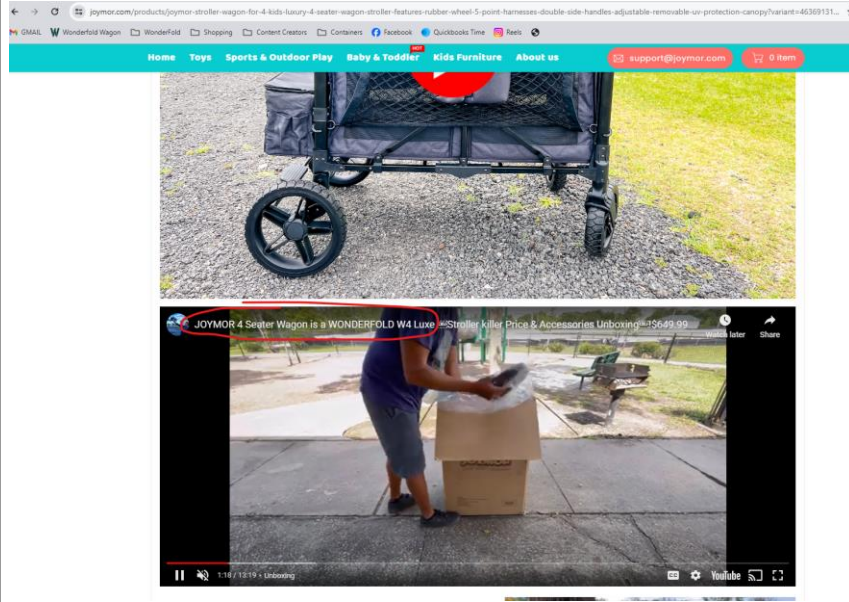 joymor.com/products/joymor-stroller-wagon-for-4-kids-luxury-4-seater-wagon-stroller-features-rubber-wheel-5-point-harnesses-double-side-handles-adjustable-removable-uv-protection-canopy?variant=46369131...
GMAIL Wonderfold Wagon WonderFold Shopping Content Creators Containers Facebook Quickbooks Time Reels
HOT
Home Toys Sports & Outdoor Play Baby & Toddler Kids Furniture About us support@joymor.com 0 item
JOYMOR 4 Seater Wagon is a WONDERFOLD W4 Luxe Stroller killer Price & Accessories Unboxing !$649.99
Watch later Share
1:18 / 12:19 • Unboxing CC YouTube